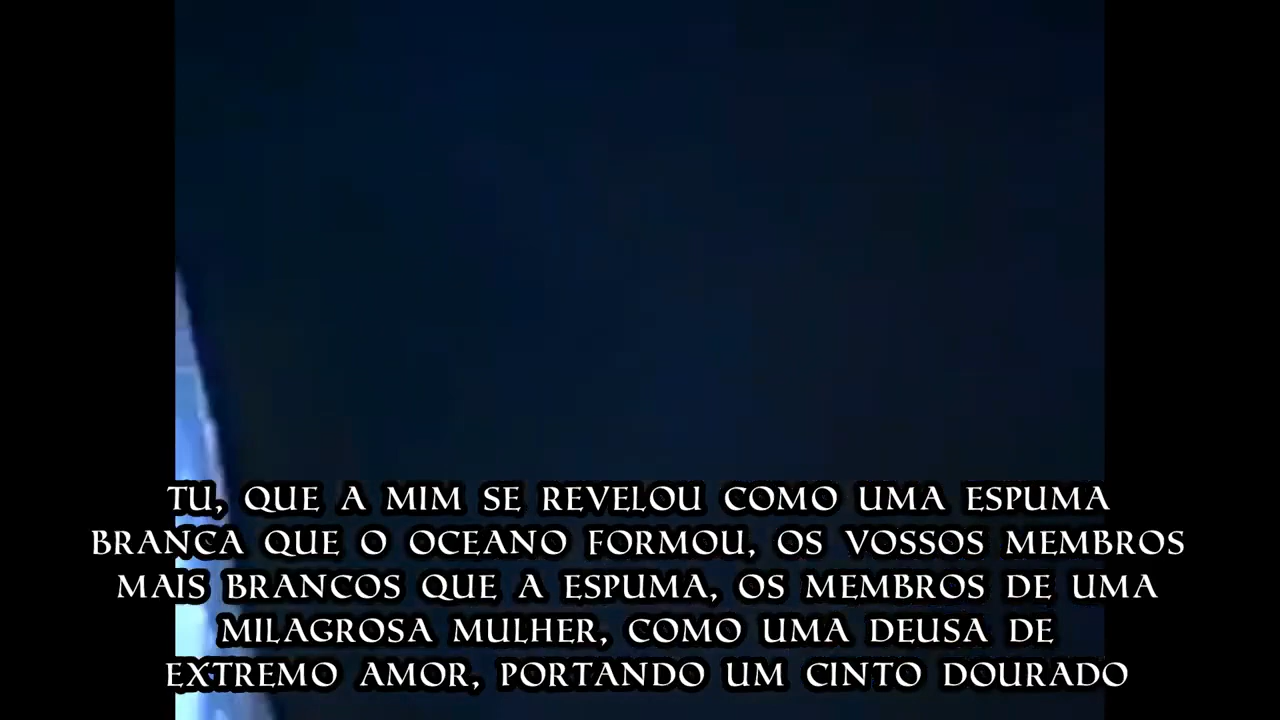 TU, QUE A MIM SE REVELOU COMO UMA ESPUMA
BRANCA QUE O OCEANO FORMOU, OS VOSSOS MEMBROS
MAIS BRANCOS QUE A ESPUMA, OS MEMBROS DE UMA
MILAGROSA MULHER, COMO UMA DEUSA DE
EXTREMO AMOR, PORTANDO UM CINTO DOURADO